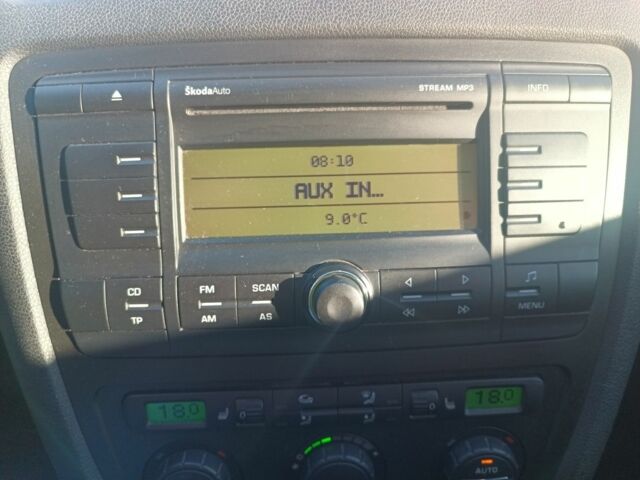 ŠkodaAuto STREAM MP3 INFO
08:10
AUX IN...
9.0°C
CD FM SCAN
TP AM AS MENU
18.0 18.0
AUTO